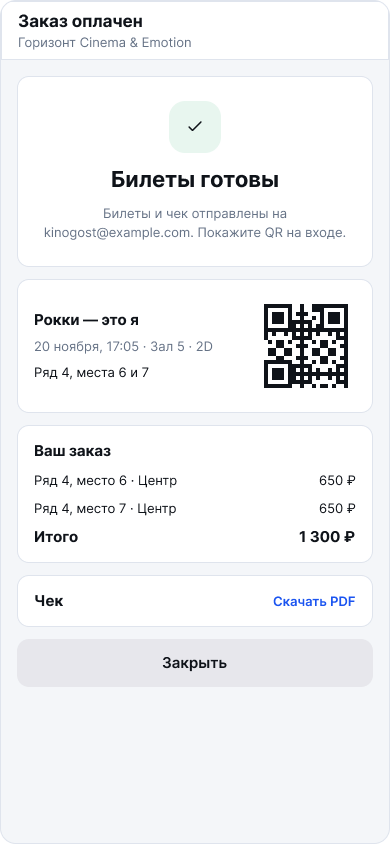 Заказ оплачен
Горизонт Cinema & Emotion
Билеты готовы
Билеты и чек отправлены на
kinogost@example.com. Покажите QR на входе.
Рокки — это я
20 ноября, 17:05 · Зал 5 · 2D
Ряд 4, места 6 и 7
Ваш заказ
Ряд 4, место 6 · Центр 650 ₽
Ряд 4, место 7 · Центр 650 ₽
Итого 1 300 ₽
Чек Скачать PDF
Закрыть